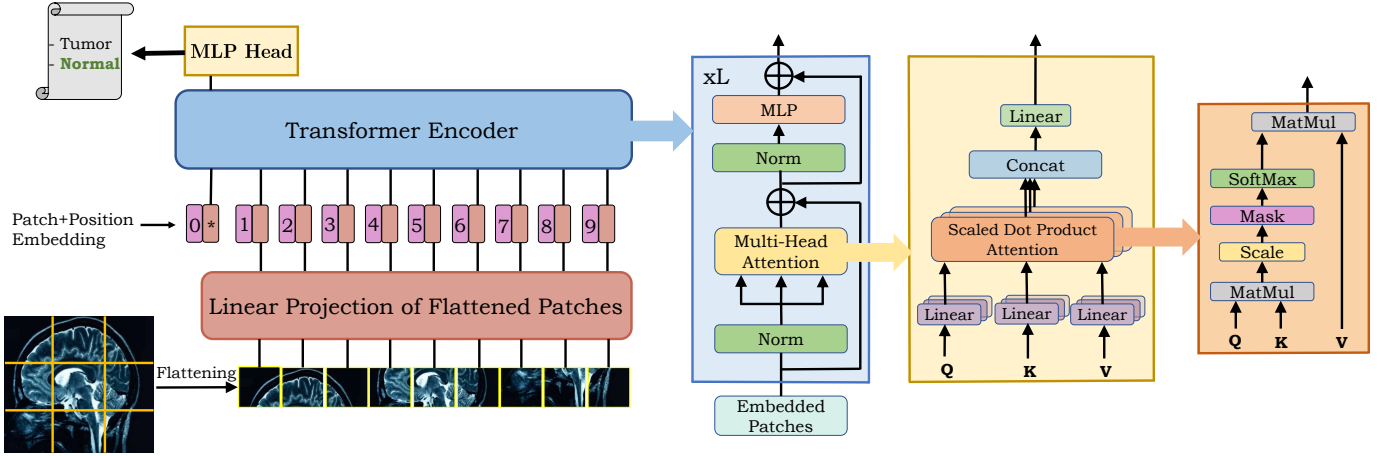 - Tumor
- Normal
MLP Head
Transformer Encoder
Patch+Position
Embedding
0 * 1 2 3 4 5 6 7 8 9
Linear Projection of Flattened Patches
Flattening
xL
MLP
Norm
Multi-Head
Attention
Norm
Embedded
Patches
Linear
Concat
Scaled Dot Product
Attention
Linear Linear Linear
Q K V
MatMul
SoftMax
Mask
Scale
MatMul
Q K V